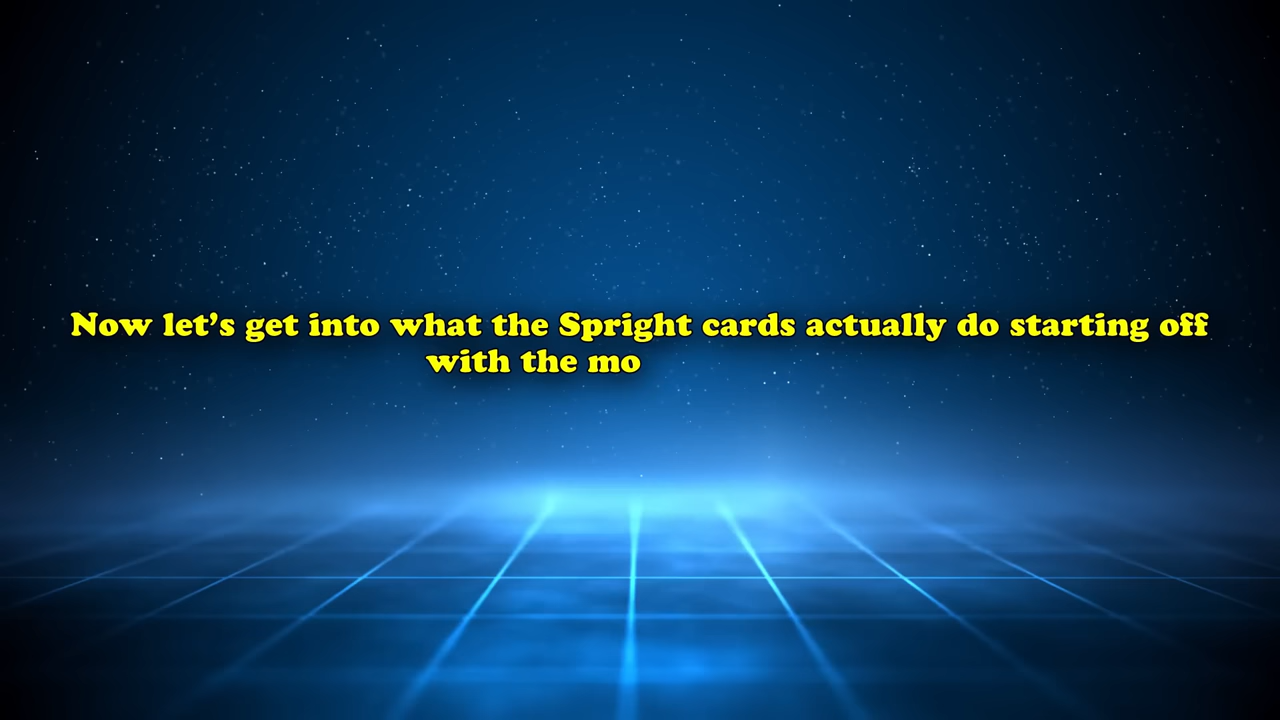 Now let’s get into what the Spright cards actually do starting off
with the mo